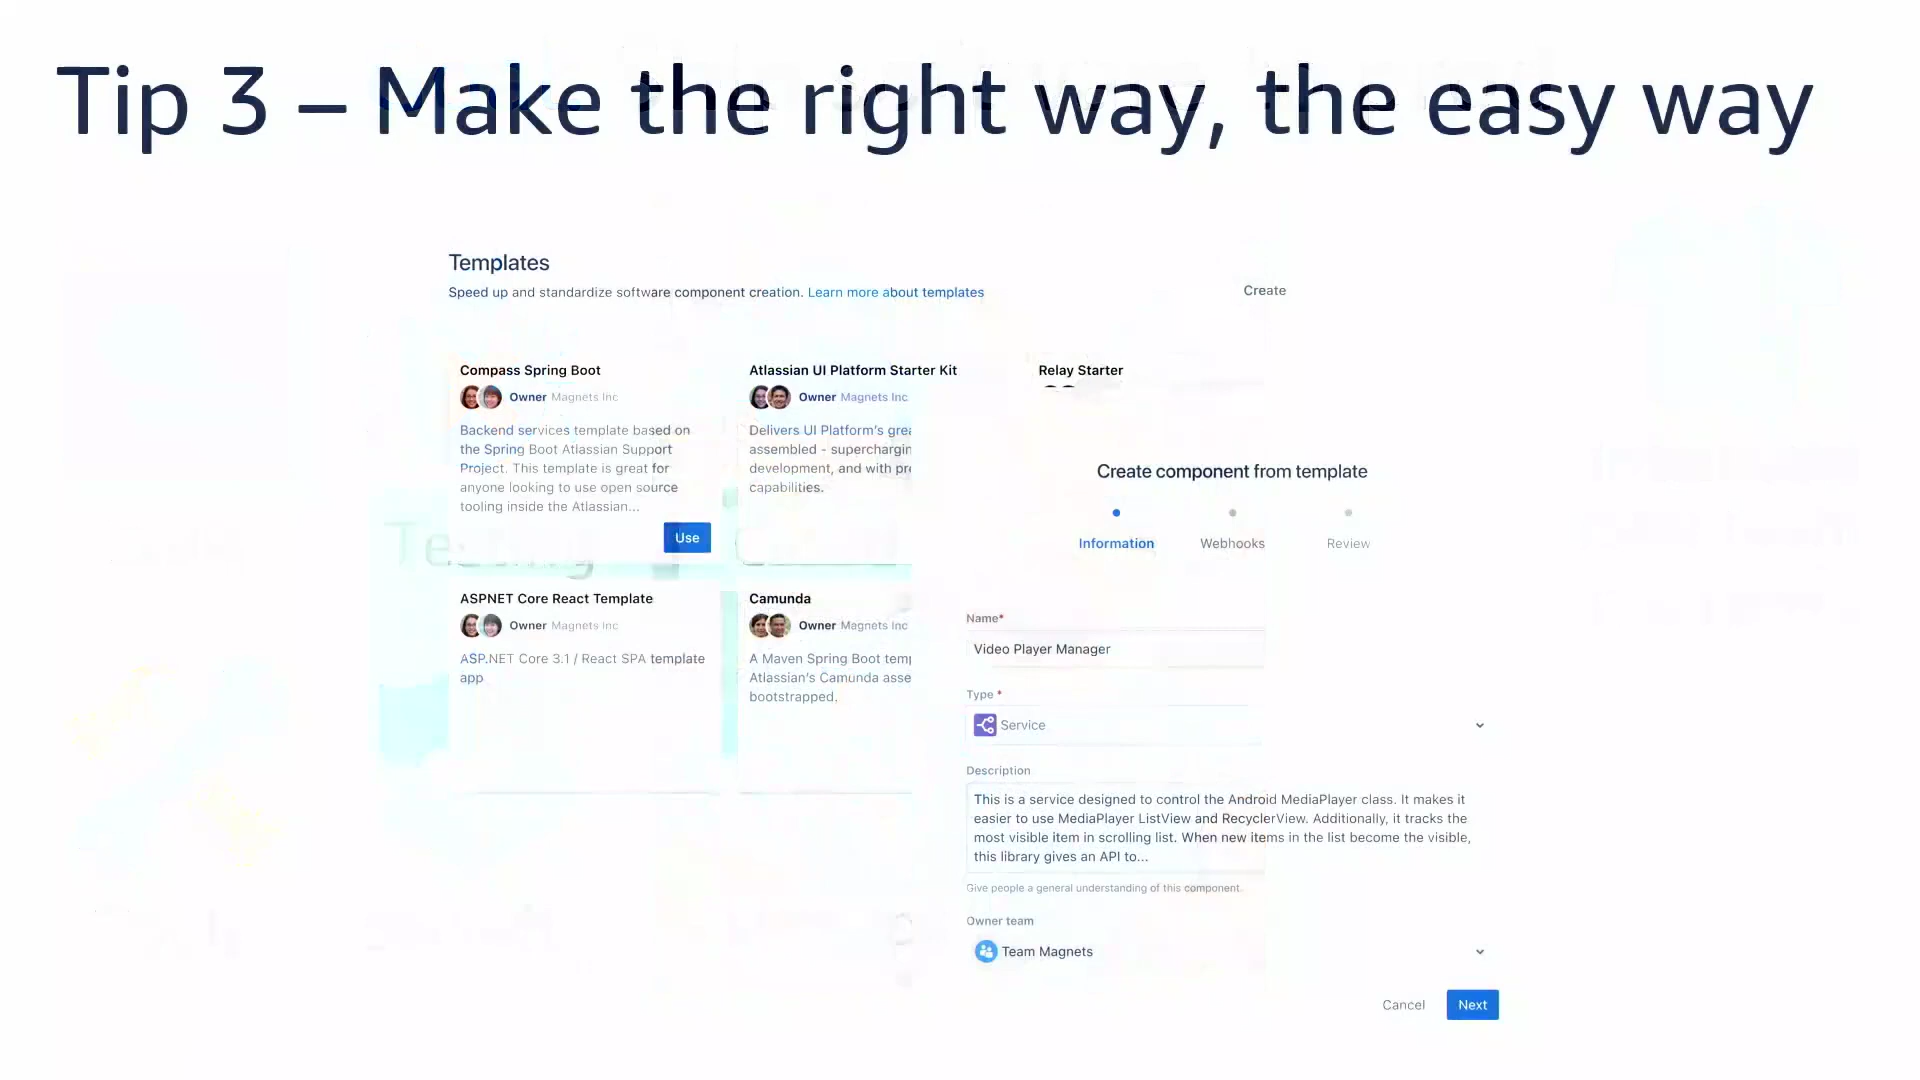 Tip 3 – Make the right way, the easy way
Templates
Speed up and standardize software component creation. Learn more about templates
Create
Compass Spring Boot
Owner Magnets Inc
Backend services template based on
the Spring Boot Atlassian Support
Project. This template is great for
anyone looking to use open source
tooling inside the Atlassian...
Use
Atlassian UI Platform Starter Kit
Owner Magnets Inc
Delivers UI Platform's
assembled -
development, and with
capabilities.
Relay Starter
ASPNET Core React Template
Owner Magnets Inc
ASP.NET Core 3.1 / React SPA template
app
Camunda
Owner Magnets Inc
A Maven Spring Boot
Atlassian's Camunda
bootstrapped.
Create component from template
Information
Webhooks
Review
Name*
Video Player Manager
Type *
Service
Description
This is a service designed to control the Android MediaPlayer class. It makes it
easier to use MediaPlayer ListView and RecyclerView. Additionally, it tracks the
most visible item in scrolling list. When new items in the list become the visible,
this library gives an API to...
Give people a general understanding of this component.
Owner team
Team Magnets
Cancel
Next